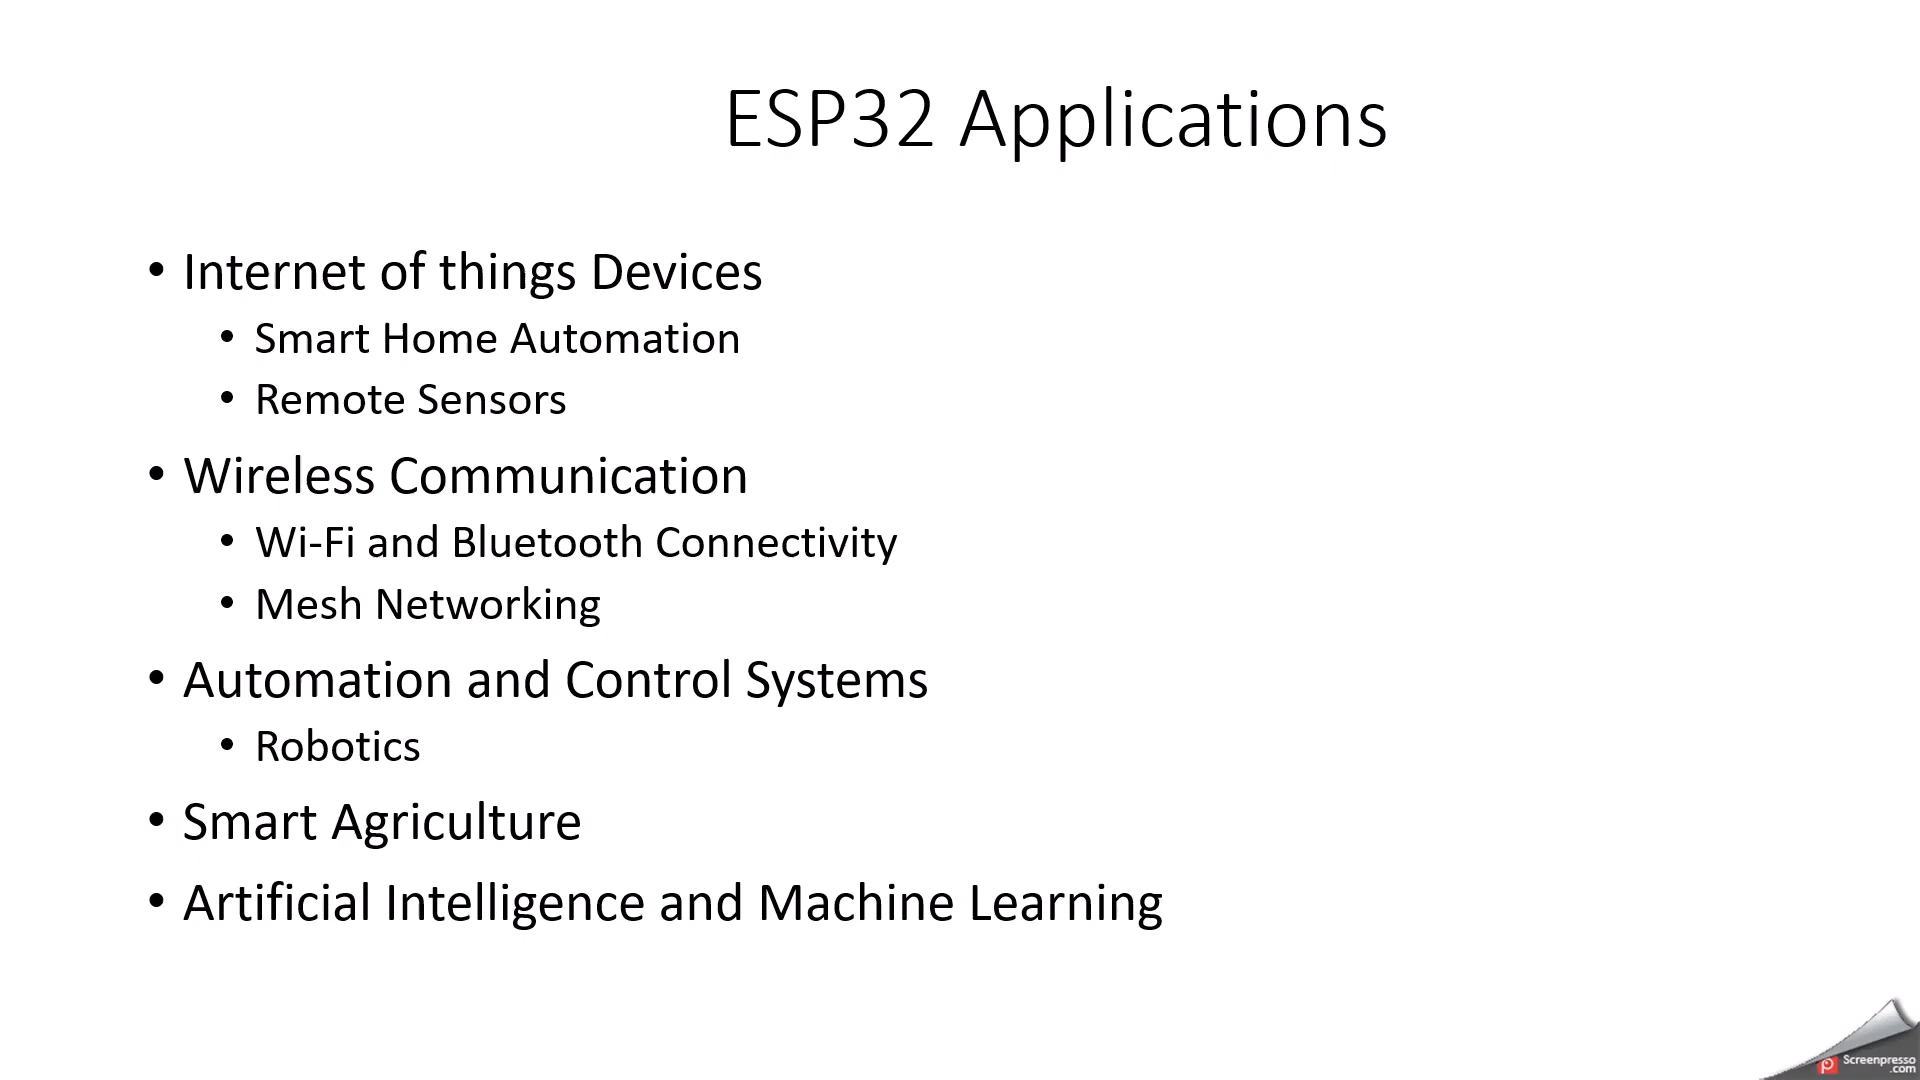 ESP32 Applications
• Internet of things Devices
• Smart Home Automation
• Remote Sensors
• Wireless Communication
• Wi-Fi and Bluetooth Connectivity
• Mesh Networking
• Automation and Control Systems
• Robotics
• Smart Agriculture
• Artificial Intelligence and Machine Learning
Screenpresso
.com